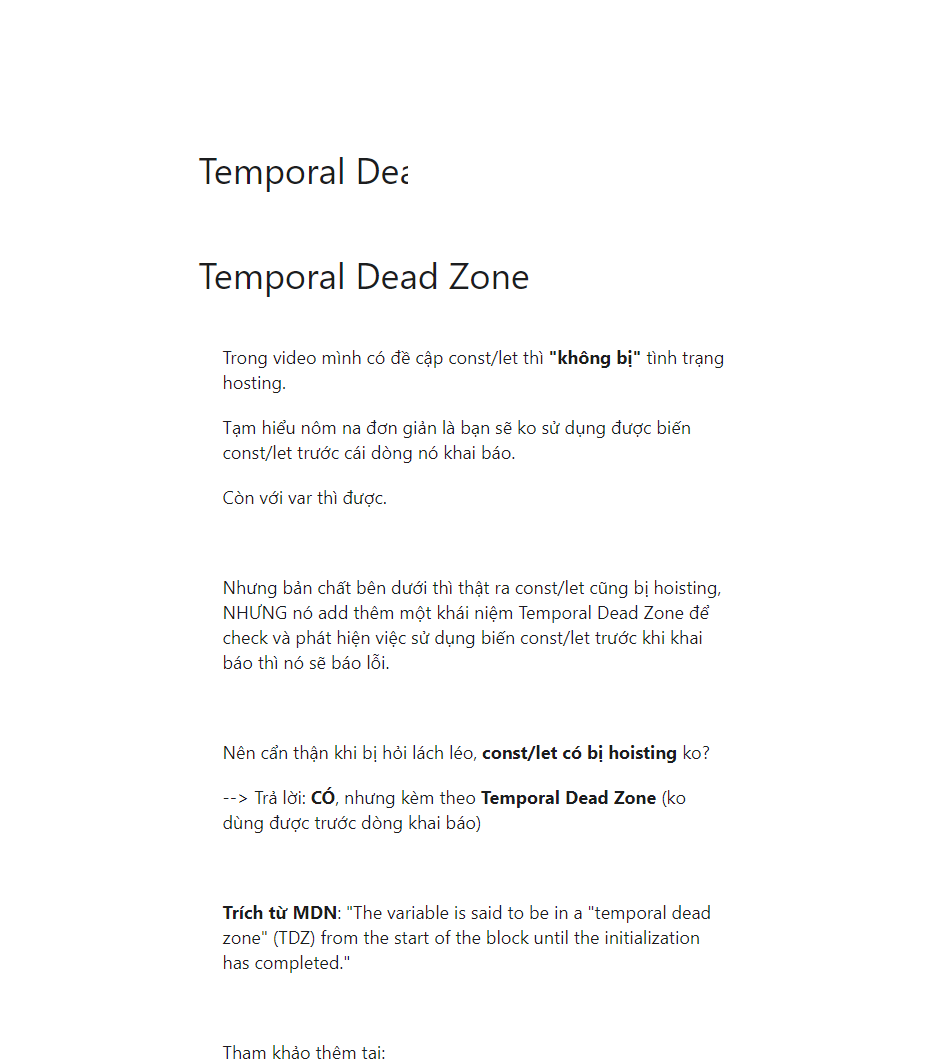 Temporal Dea
Temporal Dead Zone
Trong video mình có đề cập const/let thì "không bị" tình trạng
hosting.
Tạm hiểu nôm na đơn giản là bạn sẽ ko sử dụng được biến
const/let trước cái dòng nó khai báo.
Còn với var thì được.
Nhưng bản chất bên dưới thì thật ra const/let cũng bị hoisting,
NHƯNG nó add thêm một khái niệm Temporal Dead Zone để
check và phát hiện việc sử dụng biến const/let trước khi khai
báo thì nó sẽ báo lỗi.
Nên cẩn thận khi bị hỏi lách léo, const/let có bị hoisting ko?
--> Trả lời: CÓ, nhưng kèm theo Temporal Dead Zone (ko
dùng được trước dòng khai báo)
Trích từ MDN: "The variable is said to be in a "temporal dead
zone" (TDZ) from the start of the block until the initialization
has completed."
Tham khảo thêm tại: